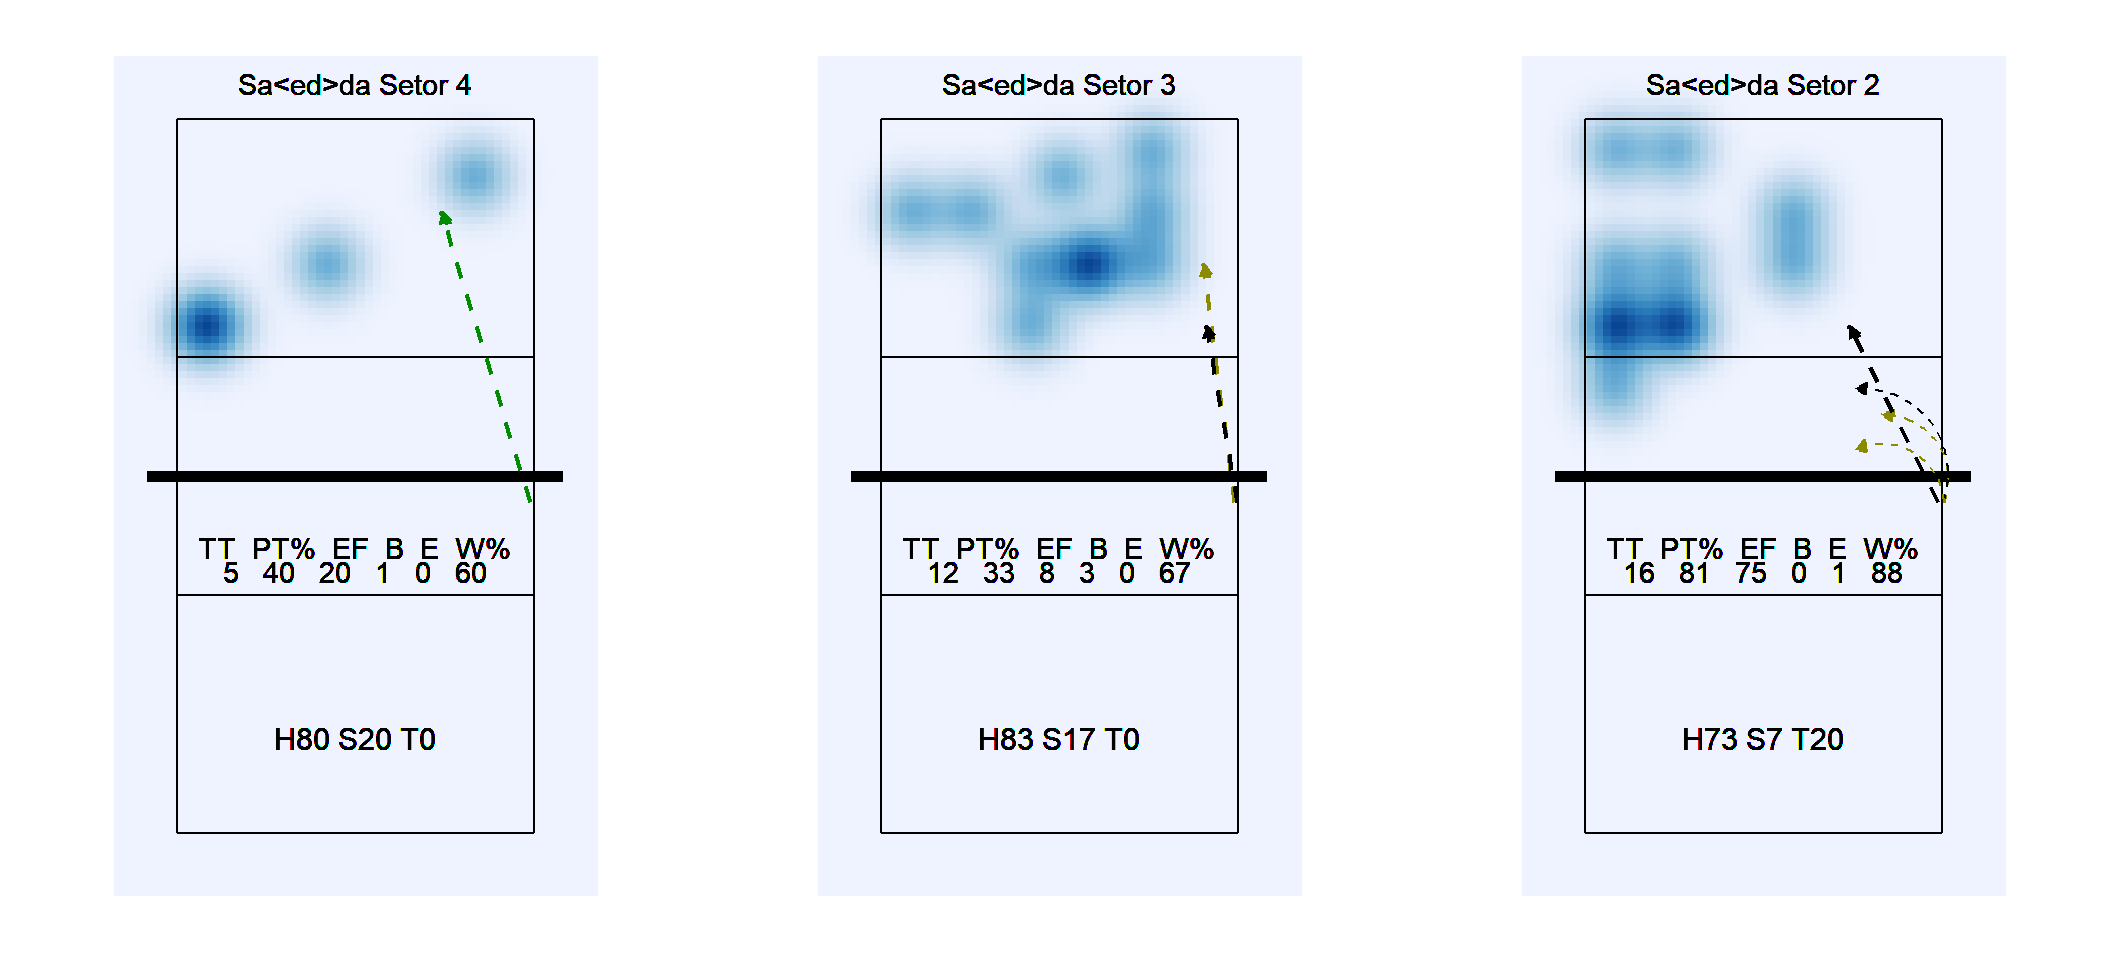 Sa<ed>da Setor 4
TT PT% EF B E W%
5 40 20 1 0 60
H80 S20 T0
Sa<ed>da Setor 3
TT PT% EF B E W%
12 33 8 3 0 67
H83 S17 T0
Sa<ed>da Setor 2
TT PT% EF B E W%
16 81 75 0 1 88
H73 S7 T20